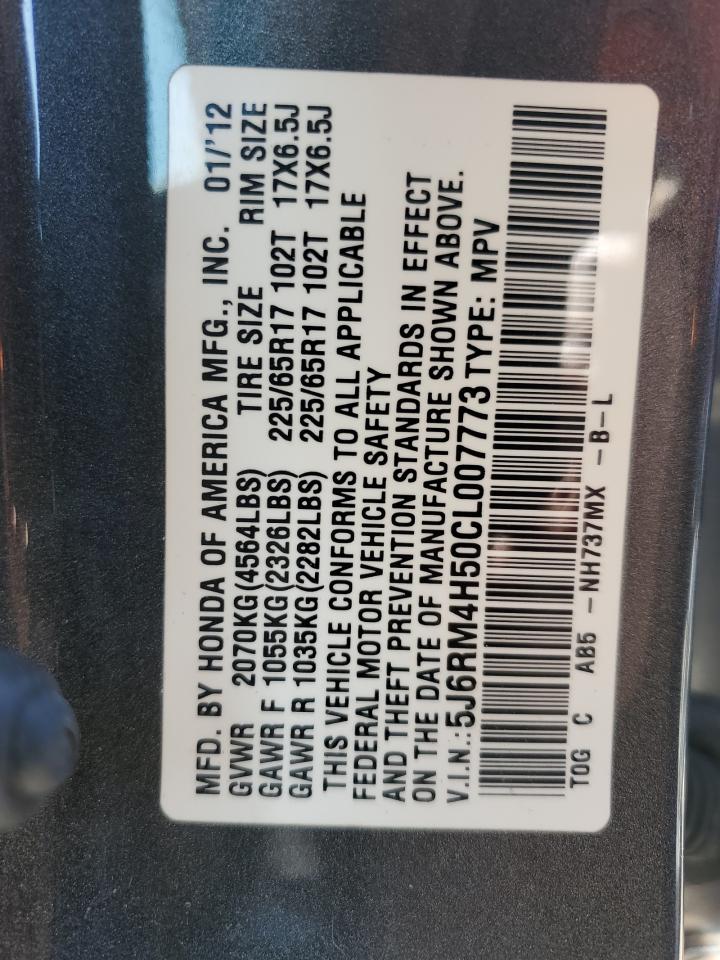 MFD. BY HONDA OF AMERICA MFG., INC. 01/'12
GVWR 2070KG(4564LBS) TIRE SIZE RIM SIZE
GAWR F 1055KG(2326LBS) 225/65R17 102T 17X6.5J
GAWR R 1035KG(2282LBS) 225/65R17 102T 17X6.5J
THIS VEHICLE CONFORMS TO ALL APPLICABLE
FEDERAL MOTOR VEHICLE SAFETY
AND THEFT PREVENTION STANDARDS IN EFFECT
ON THE DATE OF MANUFACTURE SHOWN ABOVE.
V.I.N.:5J6RM4H50CL007773 TYPE: MPV
T0G C AB5 -NH737MX -B-L